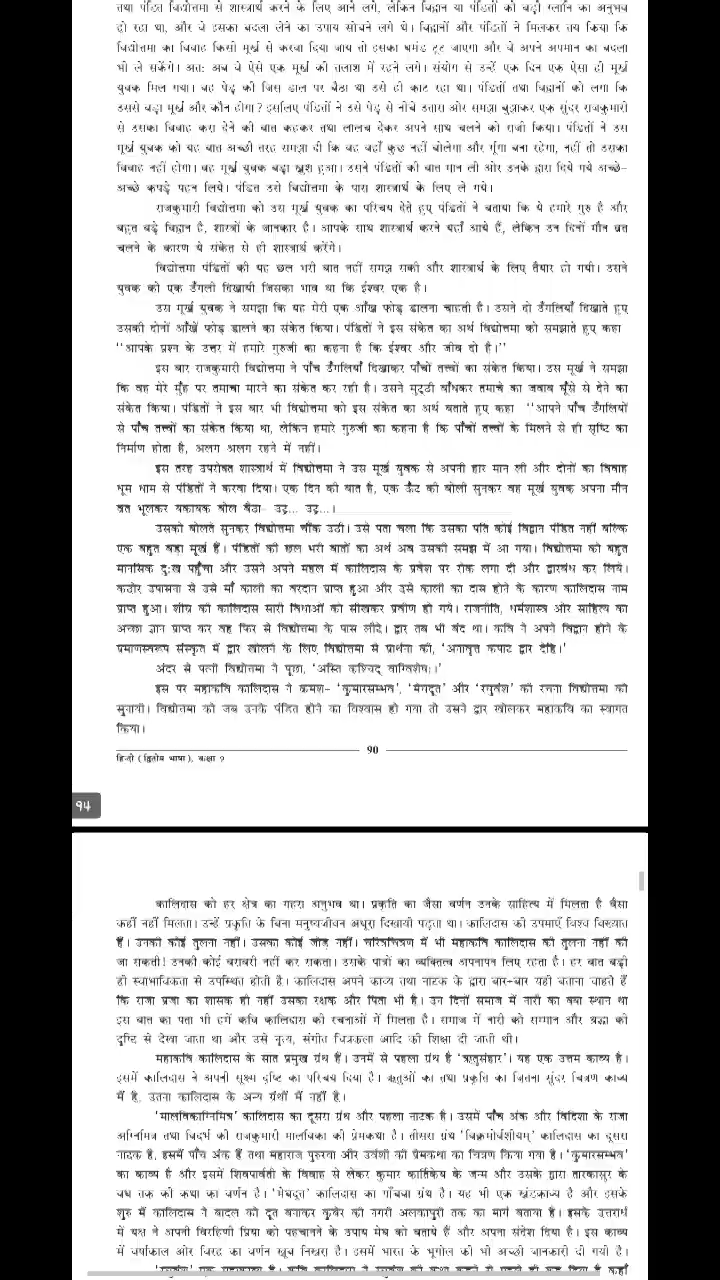 तथा पंडित विद्योत्तमा से शास्त्रार्थ करने के लिए आने लगे, लेकिन विद्वान या पंडितों को बड़ी ग्लानि का अनुभव
हो रहा था, और वे इसका बदला लेने का उपाय सोचने लगे थे। विद्वानों और पंडितों ने मिलकर तय किया कि
विद्योत्तमा का विवाह किसी मूर्ख से करवा दिया जाय तो इसका घमंड टूट जाएगा और वे अपने अपमान का बदला
भी ले सकेंगे। अत: अब वे ऐसे एक मूर्ख की तलाश में रहने लगे। संयोग से उन्हें एक दिन एक ऐसा ही मूर्ख
युवक मिल गया। वह पेड़ की जिस डाल पर बैठा था उसे ही काट रहा था। पंडितों तथा विद्वानों को लगा कि
उससे बड़ा मूर्ख और कौन होगा? इसलिए पंडितों ने उसे पेड़ से नीचे उतारा और समझा बुझाकर एक सुंदर राजकुमारी
से उसका विवाह करा देने की बात कहकर तथा लालच देकर अपने साथ चलने को राजी किया। पंडितों ने उस
मूर्ख युवक को यह बात अच्छी तरह समझा दी कि वह वहाँ कुछ नहीं बोलेगा और गूँगा बना रहेगा, नहीं तो उसका
विवाह नहीं होगा। वह मूर्ख युवक बड़ा खुश हुआ। उसने पंडितों की बात मान ली और उनके द्वारा दिये गये अच्छे-
अच्छे कपड़े पहन लिये। पंडित उसे विद्योत्तमा के पास शास्त्रार्थ के लिए ले गये।
राजकुमारी विद्योत्तमा को उस मूर्ख युवक का परिचय देते हुए पंडितों ने बताया कि ये हमारे गुरु है और
बहुत बड़े विद्वान है, शास्त्रों के जानकार है। आपके साथ शास्त्रार्थ करने यहाँ आये हैं, लेकिन उन दिनों मौन व्रत
चलने के कारण ये संकेत से ही शास्त्रार्थ करेंगे।
विद्योत्तमा पंडितों की यह छल भरी बात नहीं समझ सकी और शास्त्रार्थ के लिए तैयार हो गयी। उसने
युवक को एक उँगली दिखायी जिसका भाव था कि ईश्वर एक है।
उस मूर्ख युवक ने समझा कि यह मेरी एक आँख फोड़ डालना चाहती है। उसने दो उँगलियाँ दिखाते हुए
उसकी दोनों आँखें फोड़ डालने का संकेत किया। पंडितों ने इस संकेत का अर्थ विद्योत्तमा को समझाते हुए कहा
‘‘आपके प्रश्न के उत्तर में हमारे गुरुजी का कहना है कि ईश्वर और जीव दो है।’’
इस बार राजकुमारी विद्योत्तमा ने पाँच उँगलियाँ दिखाकर पाँचों तत्त्वों का संकेत किया। उस मूर्ख ने समझा
कि वह मेरे मुँह पर तमाचा मारने का संकेत कर रही है। उसने मुट्ठी बाँधकर तमाचे का जवाब घूँसे से देने का
संकेत किया। पंडितों ने इस बार भी विद्योत्तमा को इस संकेत का अर्थ बताते हुए कहा ‘‘आपने पाँच उँगलियों
से पाँच तत्त्वों का संकेत किया था, लेकिन हमारे गुरुजी का कहना है कि पाँचों तत्त्वों के मिलने से ही सृष्टि का
निर्माण होता है, अलग अलग रहने में नहीं।
इस तरह उपरोक्त शास्त्रार्थ में विद्योत्तमा ने उस मूर्ख युवक से अपनी हार मान ली और दोनों का विवाह
धूम धाम से पंडितों ने करवा दिया। एक दिन की बात है, एक ऊँट की बोली सुनकर वह मूर्ख युवक अपना मौन
व्रत भूलकर यकायक बोल बैठा- उट्र... उट्र...।
उसको बोलते सुनकर विद्योत्तमा चौंक उठी। उसे पता चला कि उसका पति कोई विद्वान पंडित नहीं बल्कि
एक बहुत बड़ा मूर्ख हैं। पंडितों की छल भरी बातों का अर्थ अब उसकी समझ में आ गया। विद्योत्तमा को बहुत
मानसिक दु:ख पहुँचा और उसने अपने महल में कालिदास के प्रवेश पर रोक लगा दी और द्वारबंध कर लिये।
कठोर उपासना से उसे माँ काली का वरदान प्राप्त हुआ और उसे काली का दास होने के कारण कालिदास नाम
प्राप्त हुआ। शीघ्र की कालिदास सारी विधाओं को सीखकर प्रवीण हो गये। राजनीति, धर्मशास्त्र और साहित्य का
अच्छा ज्ञान प्राप्त कर वह फिर से विद्योत्तमा के पास लौटे। द्वार तब भी बंद था। कवि ने अपने विद्वान होने के
प्रमाणस्वरूप संस्कृत में द्वार खोलने के लिए विद्योत्तमा से प्रार्थना की, ‘अनावृत्त कपाट द्वार देहि।’
अंदर से पत्नी विद्योत्तमा ने पूछा, ‘अस्ति कश्चिद् वाग्विशेष:।’
इस पर महाकवि कालिदास ने क्रमश- ‘कुमारसम्भव’, ‘मेघदूत’ और ‘रघुवंश’ की रचना विद्योत्तमा को
सुनायी। विद्योत्तमा को जब उनके पंडित होने का विश्वास हो गया तो उसने द्वार खोलकर महाकवि का स्वागत
किया।
90
हिन्दी (द्वितीय भाषा), कक्षा ९
૧4
कालिदास को हर क्षेत्र का गहरा अनुभव था। प्रकृति का जैसा वर्णन उनके साहित्य में मिलता है वैसा
कहीं नहीं मिलता। उन्हें प्रकृति के बिना मनुष्यजीवन अधूरा दिखायी पड़ता था। कालिदास की उपमाएँ विश्व विख्यात
हैं। उनकी कोई तुलना नहीं। उसका कोई जोड़ नहीं। चरित्रचित्रण में भी महाकवि कालिदास की तुलना नहीं की
जा सकती! उनकी कोई बराबरी नहीं कर सकता। उसके पात्रों का व्यक्तित्व अपनापन लिए रहता है। हर बात बड़ी
ही स्वाभाविकता से उपस्थित होती है। कालिदास अपने काव्य तथा नाटक के द्वारा बार-बार यही बताना चाहते हैं
कि राजा प्रजा का शासक ही नहीं उसका रक्षक और पिता भी है। उन दिनों समाज में नारी का क्या स्थान था
इस बात का पता भी हमें कवि कालिदास की रचनाओं में मिलता है। समाज में नारी को सम्मान और श्रद्धा की
दृष्टि से देखा जाता था और उसे नृत्य, संगीत चित्रकला आदि की शिक्षा दी जाती थी।
महाकवि कालिदास के सात प्रमुख ग्रंथ हैं। उनमें से पहला ग्रंथ है ‘ऋतुसंहार’। यह एक उत्तम काव्य है।
इसमें कालिदास ने अपनी सूक्ष्म दृष्टि का परिचय दिया है। ऋतुओं का तथा प्रकृति का जितना सुंदर चित्रण काव्य
में है, उतना कालिदास के अन्य ग्रंथों में नहीं है।
‘मालविकाग्निमित्र’ कालिदास का दूसरा ग्रंथ और पहला नाटक है। उसमें पाँच अंक और विदिशा के राजा
अग्निमित्र तथा विदर्भ की राजकुमारी मालविका की प्रेमकथा है। तीसरा ग्रंथ ‘विक्रमोर्वशीयम्’ कालिदास का दूसरा
नाटक है, इसमें पाँच अंक हैं तथा महाराज पुरुरवा और उर्वशी की प्रेमकथा का चित्रण किया गया है। ‘कुमारसम्भव’
का काव्य है और इसमें शिवपार्वती के विवाह से लेकर कुमार कार्तिकेय के जन्म और उसके द्वारा तारकासुर के
वध तक की कथा का वर्णन है। ‘मेघदूत’ कालिदास का पाँचवा ग्रंथ है। यह भी एक खंडकाव्य है और इसके
शुरु में कालिदास ने बादल को दूत बनाकर कुबेर की नगरी अलकापुरी तक का मार्ग बताया है। इसके उत्तरार्ध
में यक्ष ने अपनी विरहिणी प्रिया को पहचानने के उपाय मेघ को बताये हैं और अपना संदेश दिया है। इस काव्य
में वर्षाकाल और विरह का वर्णन खूब निखरा है। इसमें भारत के भूगोल की भी अच्छी जानकारी दी गयी है।
‘रघुवंश’ एक महाकाव्य है। कवि कालिदास ने रघुवंश की कथा कहने से पहले ही कह दिया है कहाँ